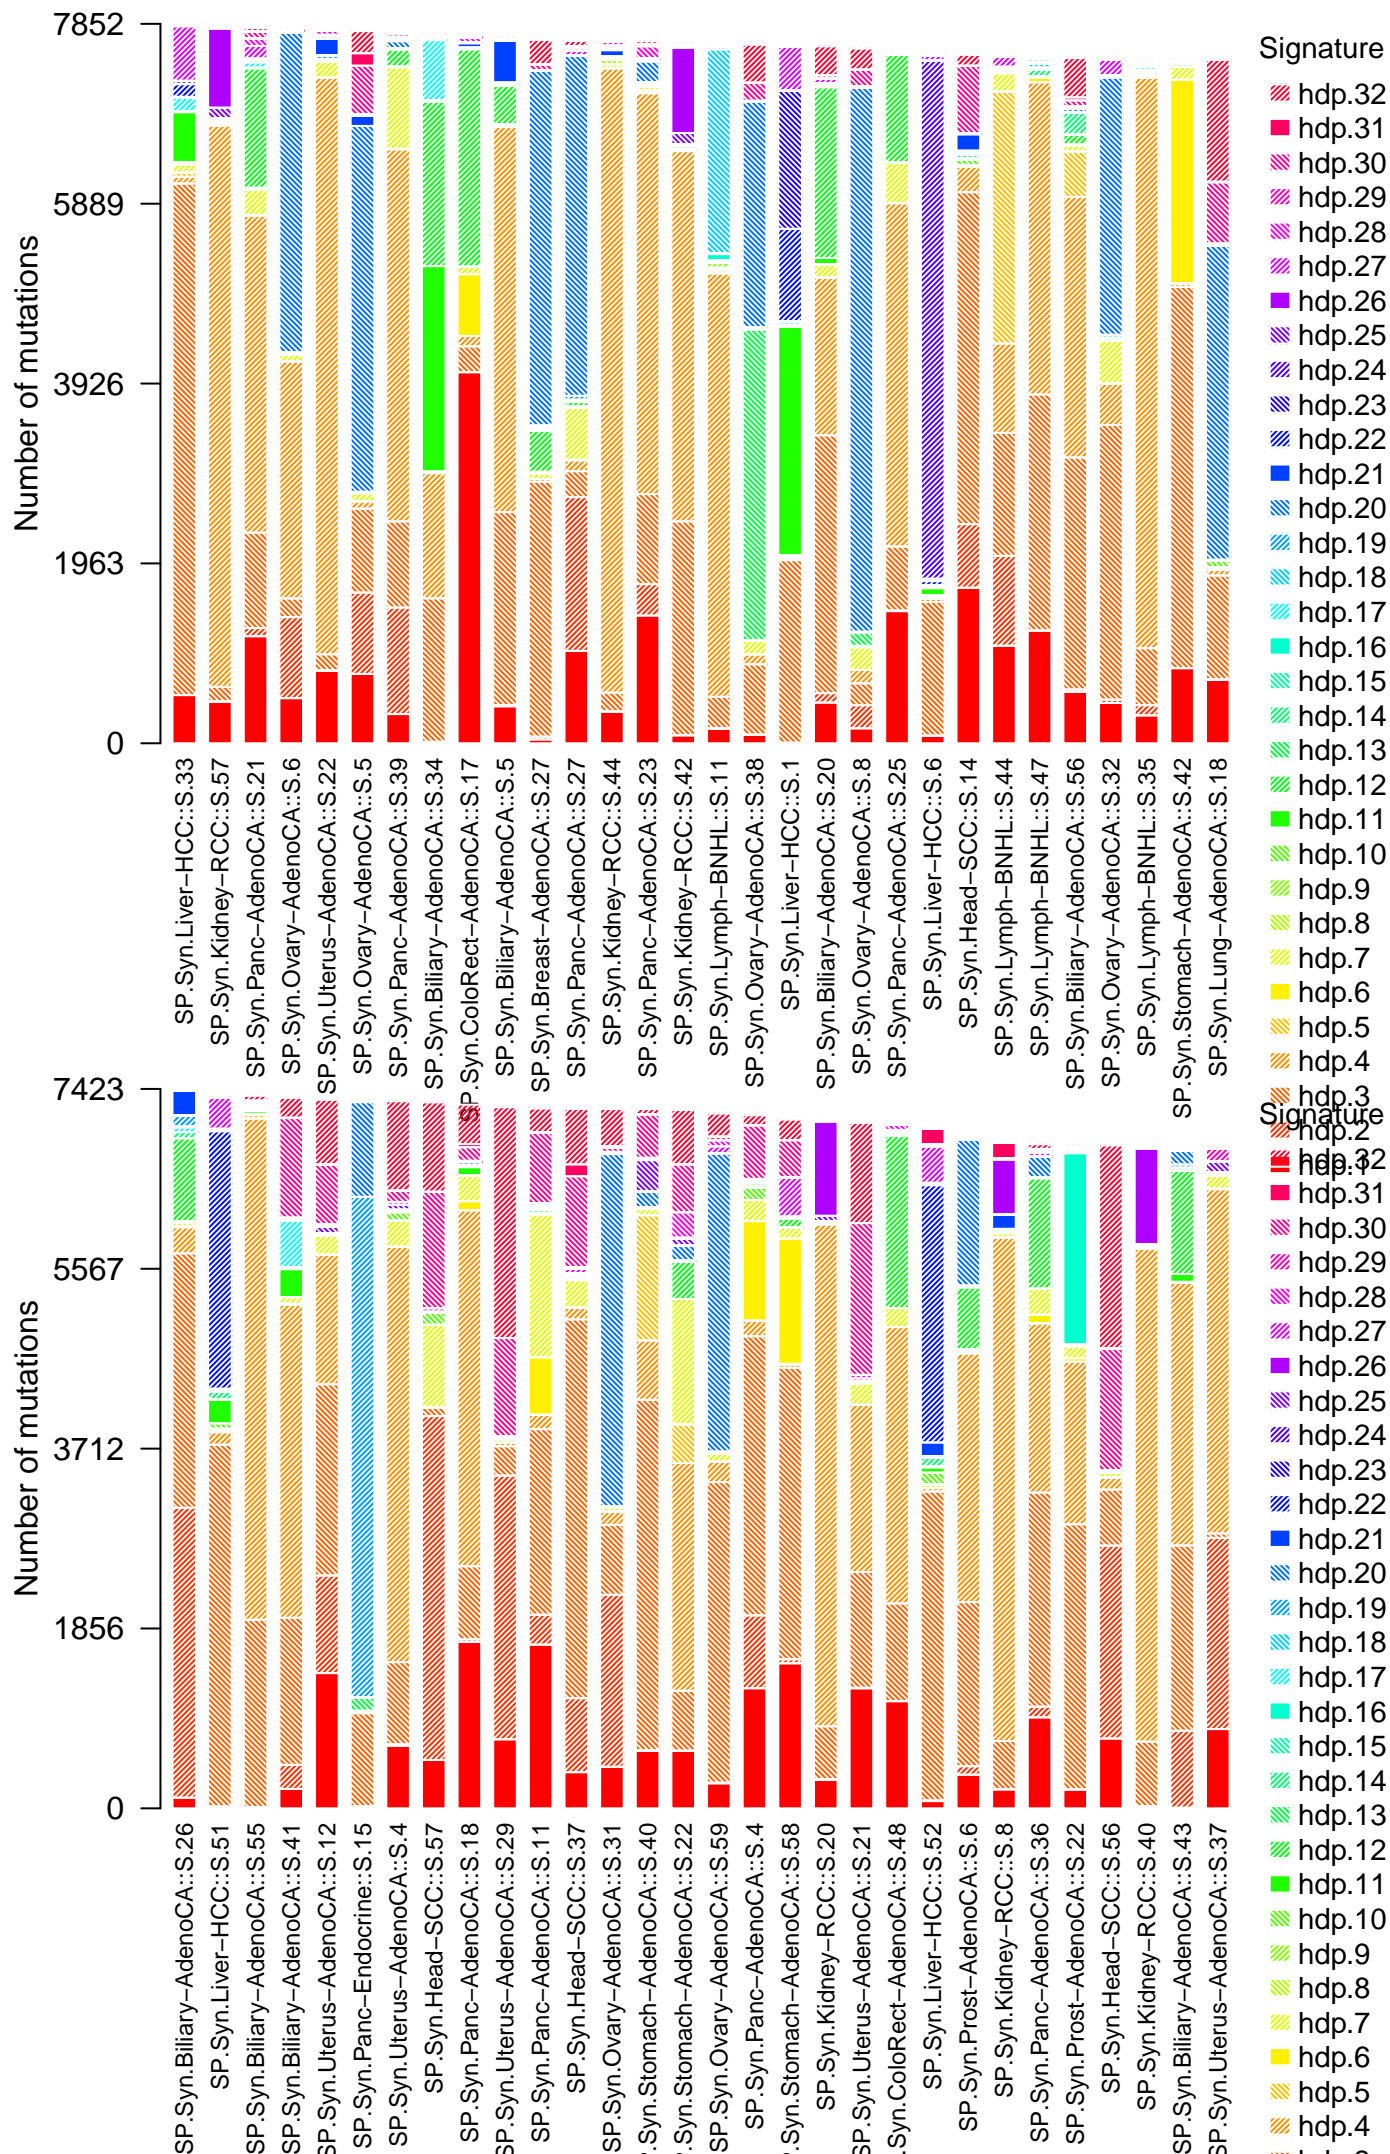 7852
5889
3926
1963
0
Number of mutations
SP.Syn.Liver−HCC::S.33
SP.Syn.Kidney−RCC::S.57
SP.Syn.Panc−AdenoCA::S.21
SP.Syn.Ovary−AdenoCA::S.6
SP.Syn.Uterus−AdenoCA::S.22
SP.Syn.Ovary−AdenoCA::S.5
SP.Syn.Panc−AdenoCA::S.39
SP.Syn.Biliary−AdenoCA::S.34
SP.Syn.ColoRect−AdenoCA::S.17
SP.Syn.Biliary−AdenoCA::S.5
SP.Syn.Breast−AdenoCA::S.27
SP.Syn.Panc−AdenoCA::S.27
SP.Syn.Kidney−RCC::S.44
SP.Syn.Panc−AdenoCA::S.23
SP.Syn.Kidney−RCC::S.42
SP.Syn.Lymph−BNHL::S.11
SP.Syn.Ovary−AdenoCA::S.38
SP.Syn.Liver−HCC::S.1
SP.Syn.Biliary−AdenoCA::S.20
SP.Syn.Ovary−AdenoCA::S.8
SP.Syn.Panc−AdenoCA::S.25
SP.Syn.Liver−HCC::S.6
SP.Syn.Head−SCC::S.14
SP.Syn.Lymph−BNHL::S.44
SP.Syn.Lymph−BNHL::S.47
SP.Syn.Biliary−AdenoCA::S.56
SP.Syn.Ovary−AdenoCA::S.32
SP.Syn.Lymph−BNHL::S.35
SP.Syn.Stomach−AdenoCA::S.42
SP.Syn.Lung−AdenoCA::S.18
Signature
hdp.32
hdp.31
hdp.30
hdp.29
hdp.28
hdp.27
hdp.26
hdp.25
hdp.24
hdp.23
hdp.22
hdp.21
hdp.20
hdp.19
hdp.18
hdp.17
hdp.16
hdp.15
hdp.14
hdp.13
hdp.12
hdp.11
hdp.10
hdp.9
hdp.8
hdp.7
hdp.6
hdp.5
hdp.4
hdp.3
hdp.2
hdp.1
7423
5567
3712
1856
0
Number of mutations
SP.Syn.Biliary−AdenoCA::S.26
SP.Syn.Liver−HCC::S.51
SP.Syn.Biliary−AdenoCA::S.55
SP.Syn.Biliary−AdenoCA::S.41
SP.Syn.Uterus−AdenoCA::S.12
SP.Syn.Panc−Endocrine::S.15
SP.Syn.Uterus−AdenoCA::S.4
SP.Syn.Head−SCC::S.57
SP.Syn.Panc−AdenoCA::S.18
SP.Syn.Uterus−AdenoCA::S.29
SP.Syn.Panc−AdenoCA::S.11
SP.Syn.Head−SCC::S.37
SP.Syn.Ovary−AdenoCA::S.31
.Syn.Stomach−AdenoCA::S.40
.Syn.Stomach−AdenoCA::S.22
SP.Syn.Ovary−AdenoCA::S.59
SP.Syn.Panc−AdenoCA::S.4
.Syn.Stomach−AdenoCA::S.58
SP.Syn.Kidney−RCC::S.20
SP.Syn.Uterus−AdenoCA::S.21
.Syn.ColoRect−AdenoCA::S.48
SP.Syn.Liver−HCC::S.52
SP.Syn.Prost−AdenoCA::S.6
SP.Syn.Kidney−RCC::S.8
SP.Syn.Panc−AdenoCA::S.36
SP.Syn.Prost−AdenoCA::S.22
SP.Syn.Head−SCC::S.56
SP.Syn.Kidney−RCC::S.40
SP.Syn.Biliary−AdenoCA::S.43
SP.Syn.Uterus−AdenoCA::S.37
Signature
hdp.32
hdp.31
hdp.30
hdp.29
hdp.28
hdp.27
hdp.26
hdp.25
hdp.24
hdp.23
hdp.22
hdp.21
hdp.20
hdp.19
hdp.18
hdp.17
hdp.16
hdp.15
hdp.14
hdp.13
hdp.12
hdp.11
hdp.10
hdp.9
hdp.8
hdp.7
hdp.6
hdp.5
hdp.4